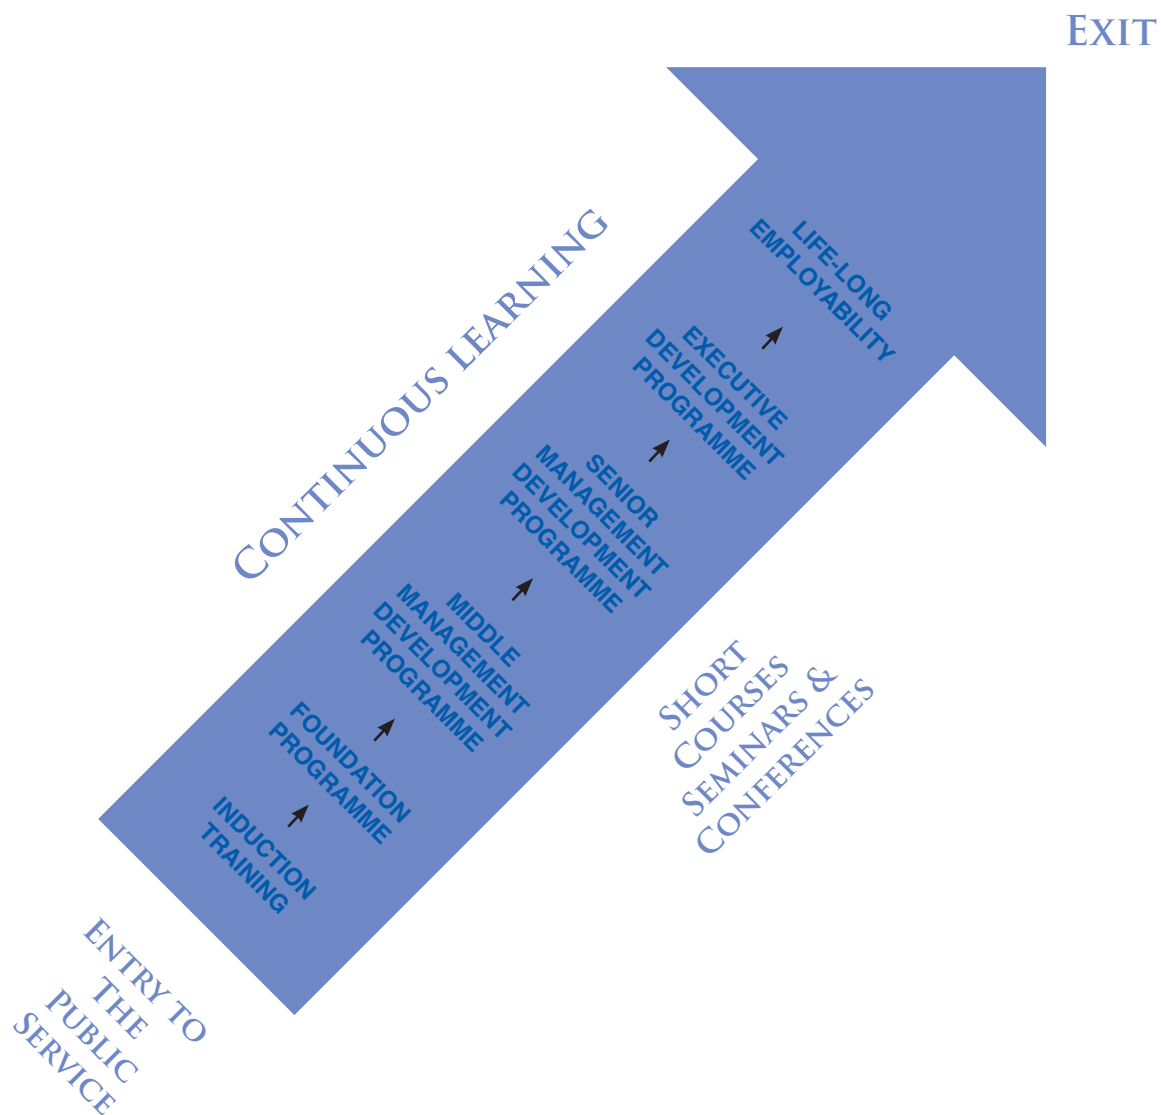 EXIT
CONTINUOUS LEARNING
LIFE-LONG
EMPLOYABILITY
EXECUTIVE
DEVELOPMENT
PROGRAMME
SENIOR
MANAGEMENT
DEVELOPMENT
PROGRAMME
MIDDLE
MANAGEMENT
DEVELOPMENT
PROGRAMME
FOUNDATION
PROGRAMME
INDUCTION
TRAINING
SHORT
COURSES
SEMINARS &
CONFERENCES
ENTRY TO
THE
PUBLIC
SERVICE